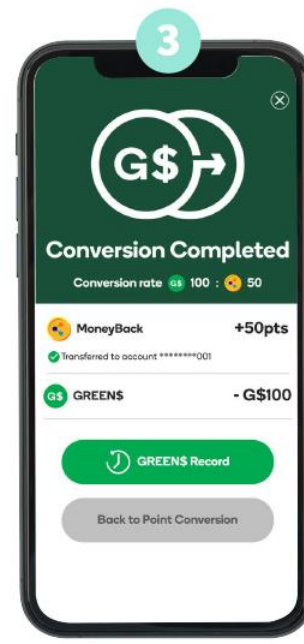 3
G$
Conversion Completed
Conversion rate G$ 100 : 50
MoneyBack +50pts
Transferred to account ********001
G$ GREEN$ - G$100
GREEN$ Record
Back to Point Conversion